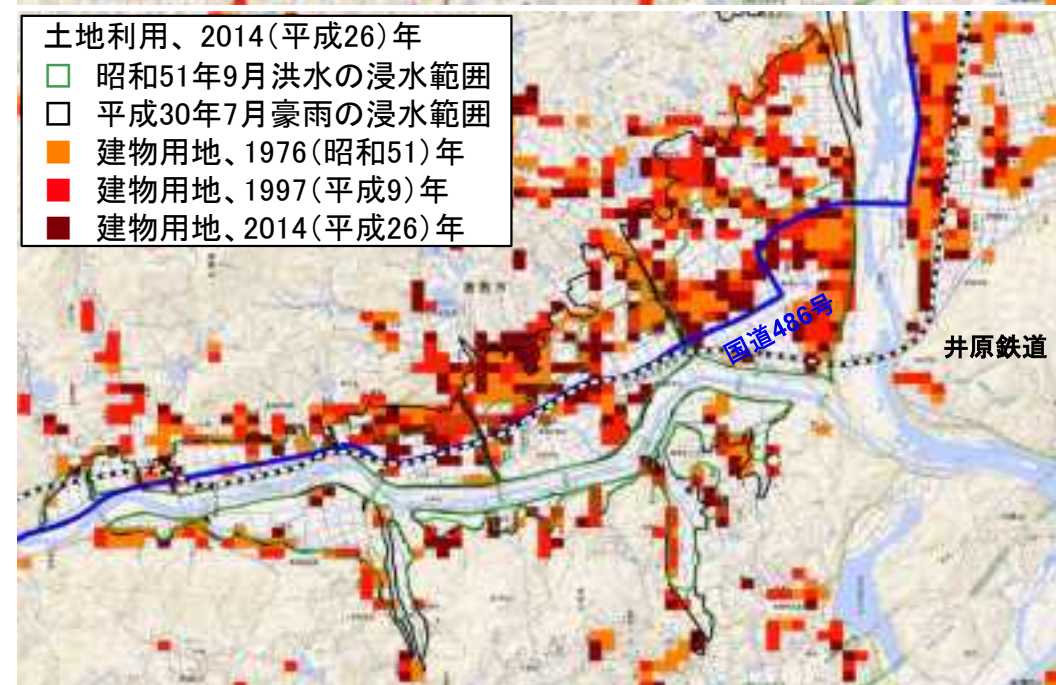 土地利用、2014(平成26)年
昭和51年9月洪水の浸水範囲
平成30年7月豪雨の浸水範囲
建物用地、1976(昭和51)年
建物用地、1997(平成9)年
建物用地、2014(平成26)年
国道486号
井原鉄道